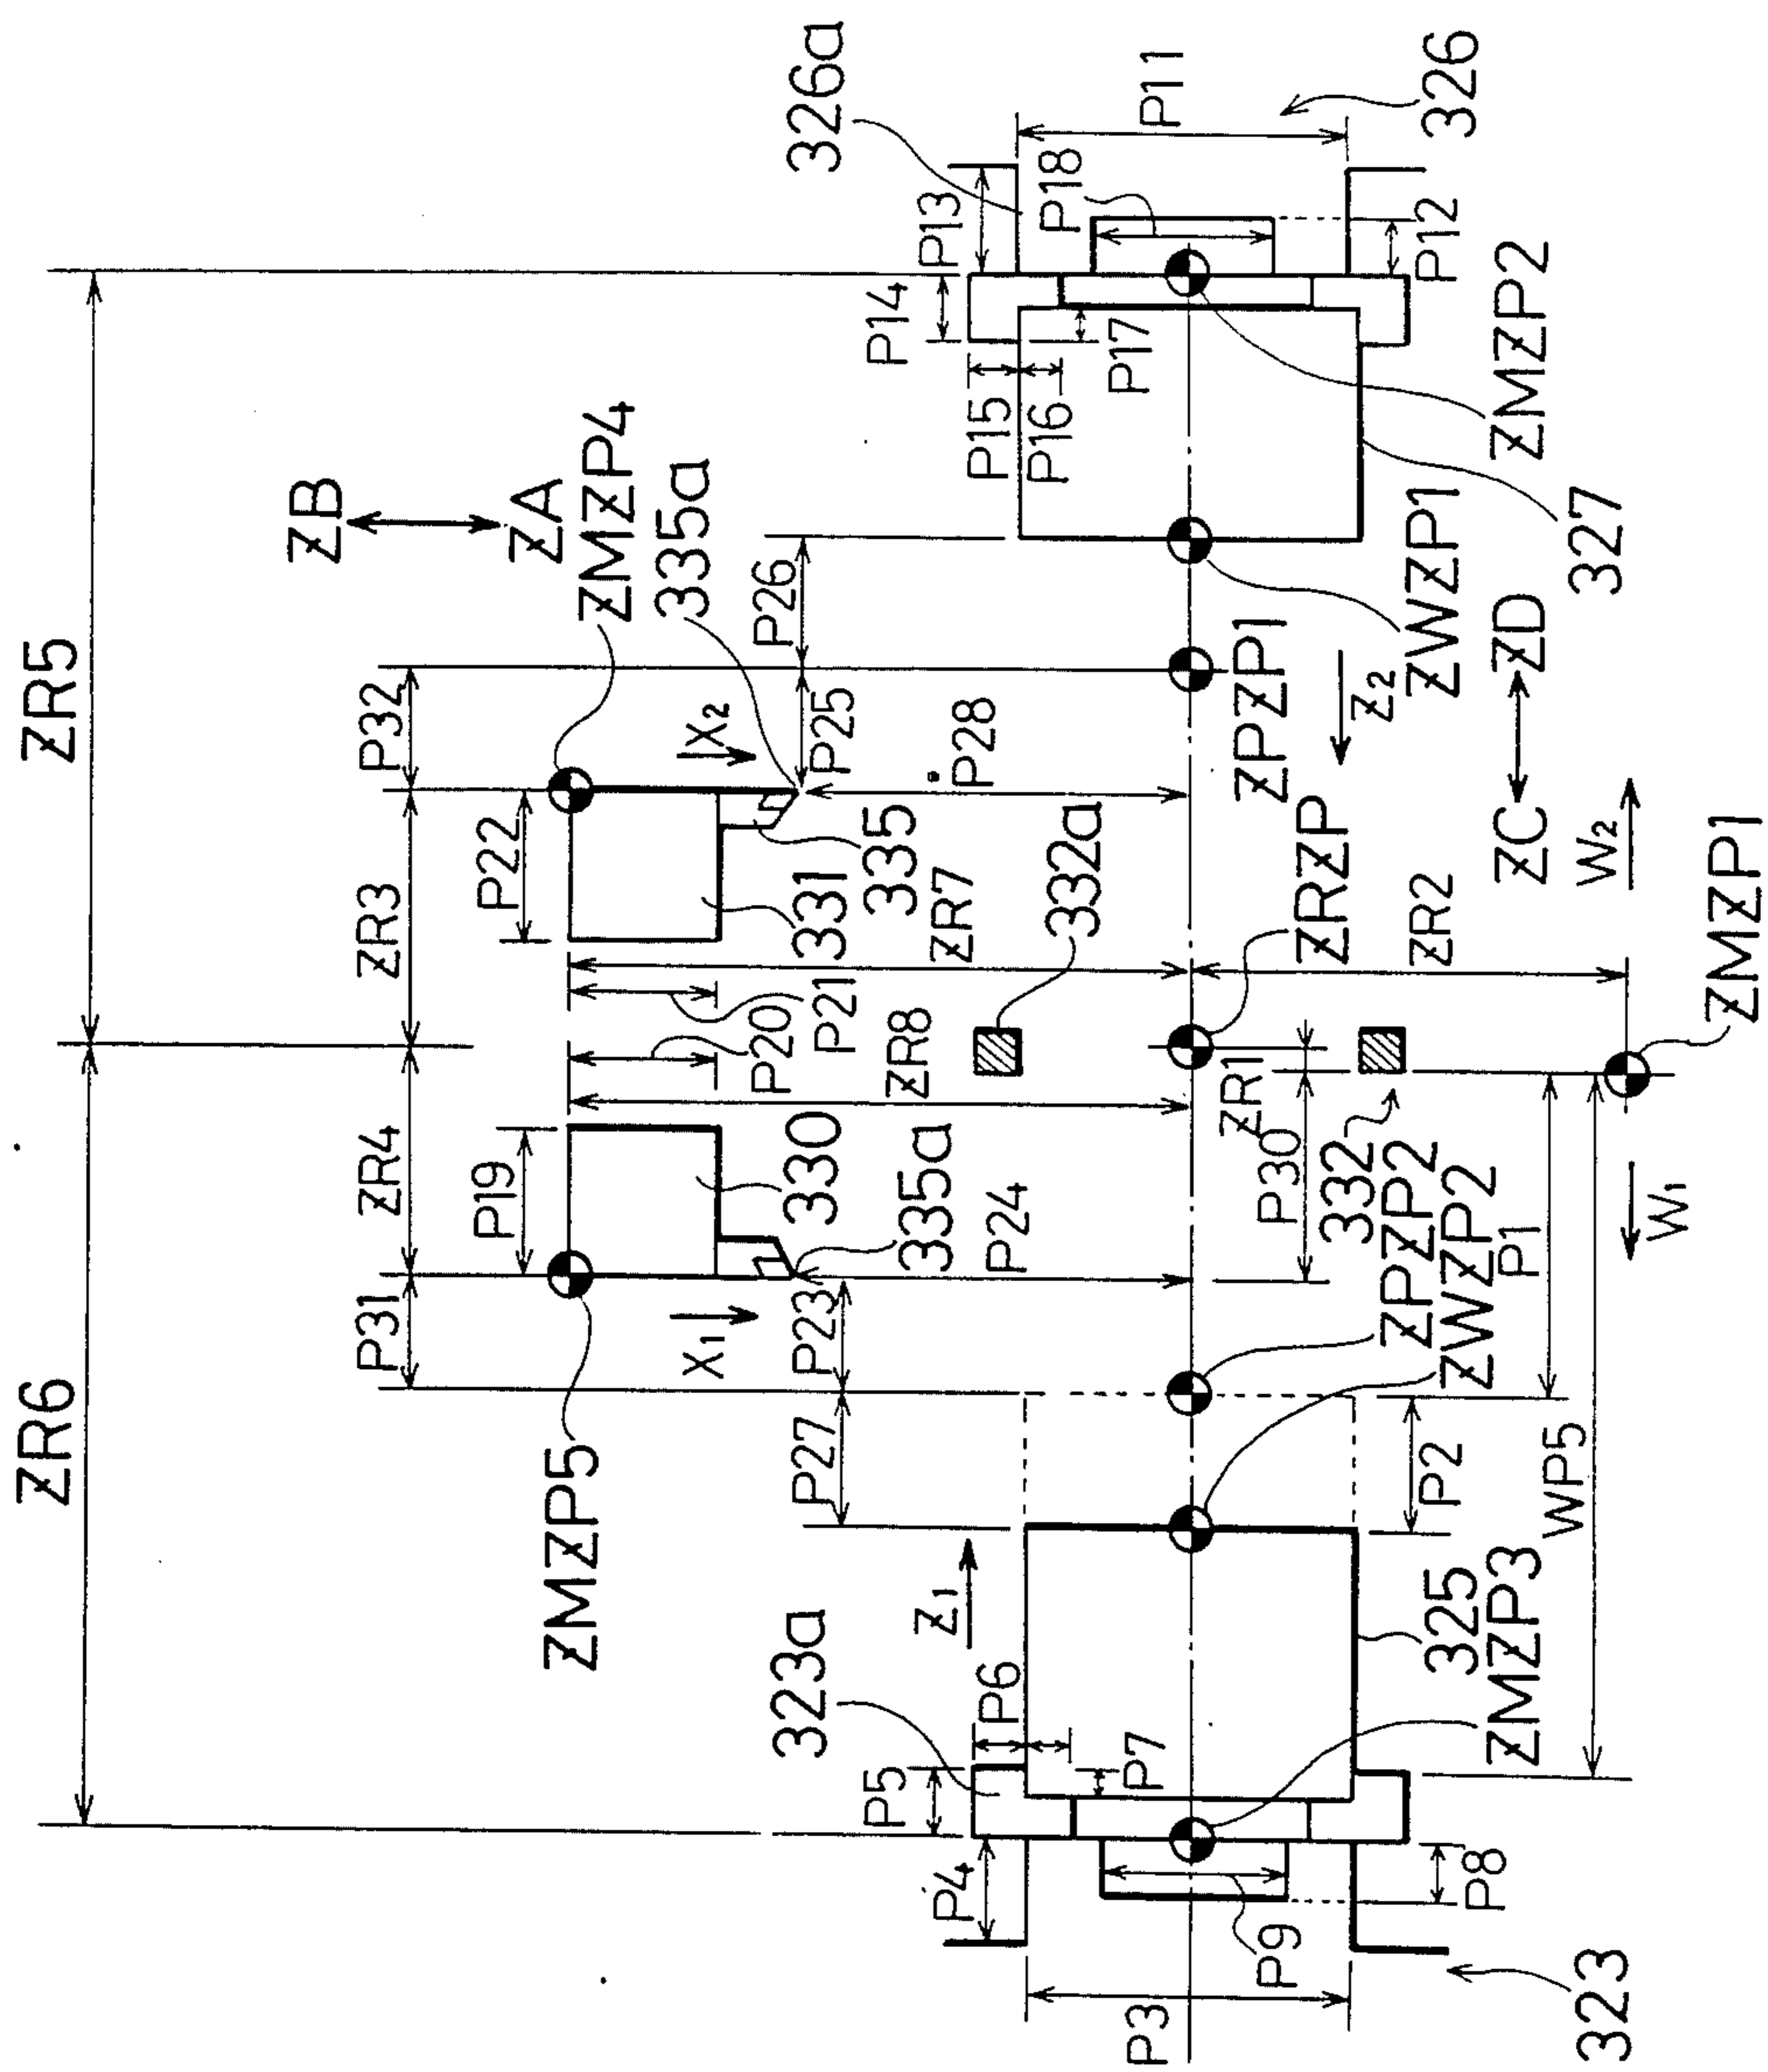 ZR5
ZR6
ZB
ZA
ZMZP4
335a
326a
P11
326
P13
P18
P12
P14
P15
P16
P17
ZMZP2
327
ZWZP1
P26
P32
P25
X₂
P28
ZPZP1
Z₂
ZD
ZC
ZR3
P22
331
335
ZR7
332a
ZRZP
ZR2
W₂
ZMZP1
P21
P20
ZR8
ZR1
P30
332
ZR4
P19
330
335a
P24
ZPZP2
ZWZP2
P1
W₁
P31
X₁
P23
P27
P2
WP5
ZMZP5
Z₁
323a
P6
P5
P7
325
ZMZP3
P4
P9
P8
P3
323